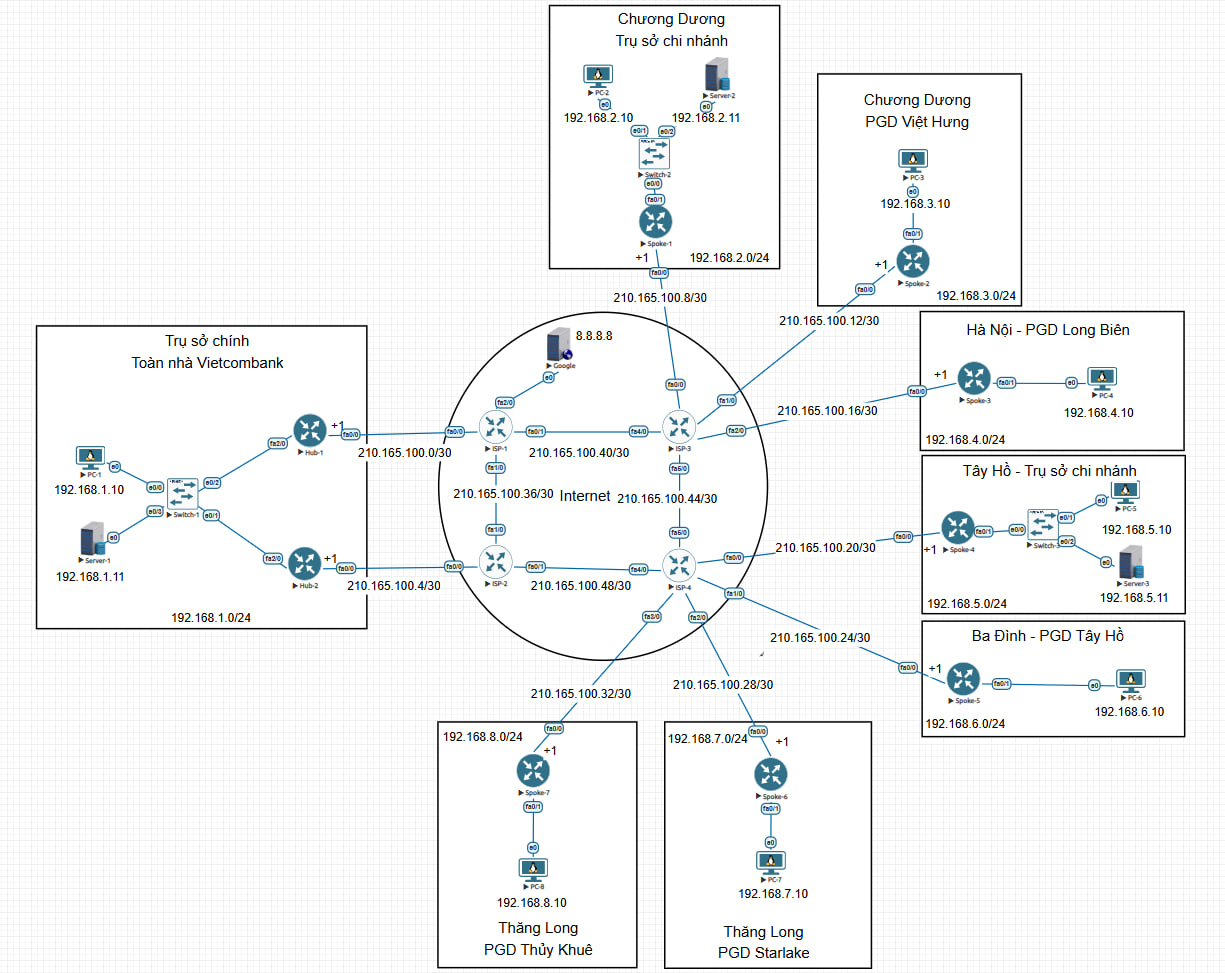 Chương Dương
Trụ sở chi nhánh
PC-2
e0
192.168.2.10
Server-2
e0
192.168.2.11
e0/1
e0/2
Switch-2
e0/0
fa0/1
Spoke-1
+1
192.168.2.0/24
fa0/0
210.165.100.8/30
Chương Dương
PGD Việt Hưng
PC-3
e0
192.168.3.10
fa0/1
+1
Spoke-2
fa0/0
192.168.3.0/24
210.165.100.12/30
Hà Nội - PGD Long Biên
+1
fa0/0
Spoke-3
fa0/1
e0
PC-4
192.168.4.10
192.168.4.0/24
210.165.100.16/30
Tây Hồ - Trụ sở chi nhánh
fa0/0
+1
Spoke-4
fa0/1
e0/0
Switch-3
e0/1
e0
PC-5
192.168.5.10
e0/2
e0
Server-3
192.168.5.11
192.168.5.0/24
210.165.100.20/30
Ba Đình - PGD Tây Hồ
fa0/0
+1
Spoke-5
fa0/1
e0
PC-6
192.168.6.10
192.168.6.0/24
210.165.100.24/30
Trụ sở chính
Toàn nhà Vietcombank
PC-1
e0
192.168.1.10
Server-1
e0
192.168.1.11
e0/0
e0/3
Switch-1
e0/2
e0/1
fa2/0
Hub-1
+1
fa0/0
210.165.100.0/30
fa2/0
Hub-2
+1
fa0/0
210.165.100.4/30
192.168.1.0/24
8.8.8.8
Google
e0
fa2/0
fa0/0
ISP-1
fa0/1
210.165.100.40/30
fa4/0
ISP-3
fa0/0
fa1/0
fa2/0
fa1/0
210.165.100.36/30
Internet
210.165.100.44/30
fa6/0
fa1/0
fa5/0
fa0/0
ISP-2
fa0/1
210.165.100.48/30
fa4/0
ISP-4
fa0/0
fa1/0
fa2/0
210.165.100.32/30
210.165.100.28/30
192.168.8.0/24
fa0/0
+1
Spoke-7
fa0/1
e0
PC-8
192.168.8.10
Thăng Long
PGD Thủy Khuê
192.168.7.0/24
fa0/0
+1
Spoke-6
fa0/1
e0
PC-7
192.168.7.10
Thăng Long
PGD Starlake